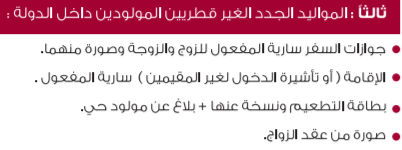 ثالثاً : المواليد الجدد الغير قطريين المولودين داخل الدولة :
• جوازات السفر سارية المفعول للزوج والزوجة وصورة منهما.
• الإقامة ( أو تأشيرة الدخول لغير المقيمين ) سارية المفعول .
• بطاقة التطعيم ونسخة عنها + بلاغ عن مولود حي.
• صورة من عقد الزواج.